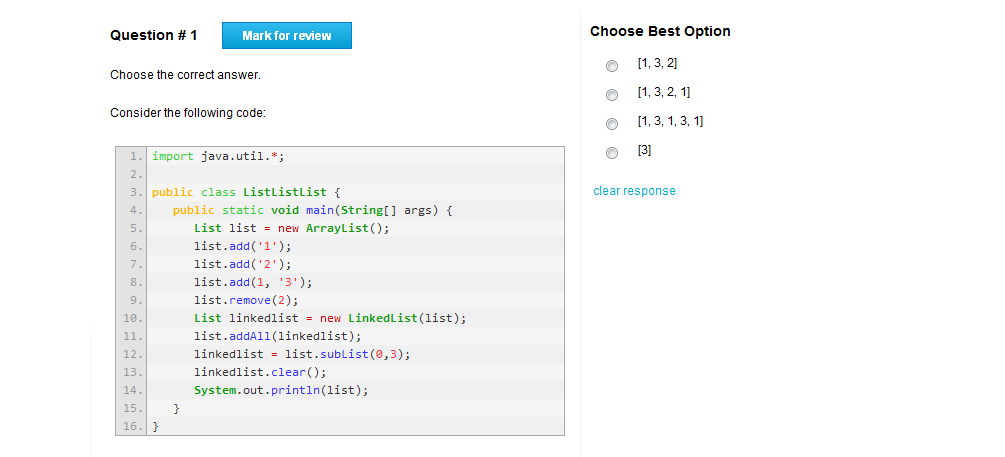 Question # 1
Mark for review
Choose the correct answer.
Consider the following code:
1. import java.util.*;
2.
3. public class ListListList {
4. public static void main(String[] args) {
5. List list = new ArrayList();
6. list.add('1');
7. list.add('2');
8. list.add(1, '3');
9. list.remove(2);
10. List linkedlist = new LinkedList(list);
11. list.addAll(linkedlist);
12. linkedlist = list.subList(0,3);
13. linkedlist.clear();
14. System.out.println(list);
15. }
16. }
Choose Best Option
[1, 3, 2]
[1, 3, 2, 1]
[1, 3, 1, 3, 1]
[3]
clear response